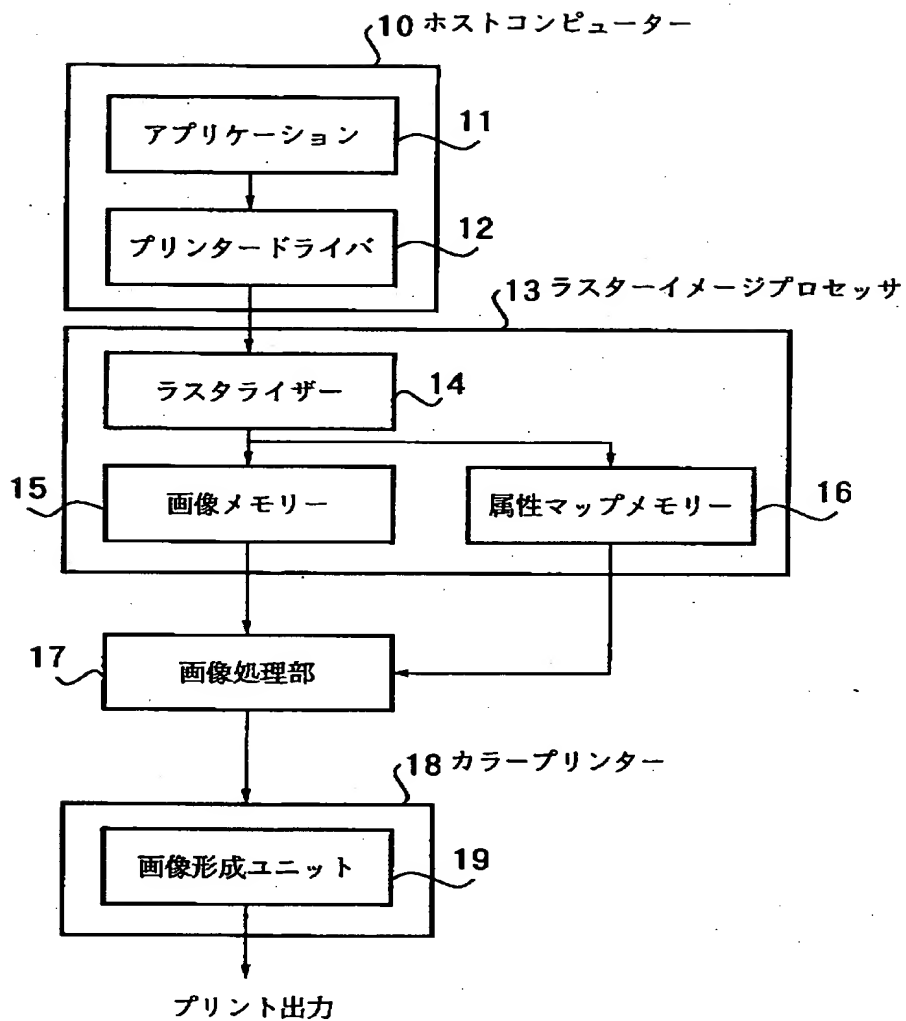 10 ホストコンピューター
アプリケーション
11
プリンタードライバ
12
13 ラスターイメージプロセッサ
ラスタライザー
14
15
画像メモリー
属性マップメモリー
16
17
画像処理部
18 カラープリンター
画像形成ユニット
19
プリント出力